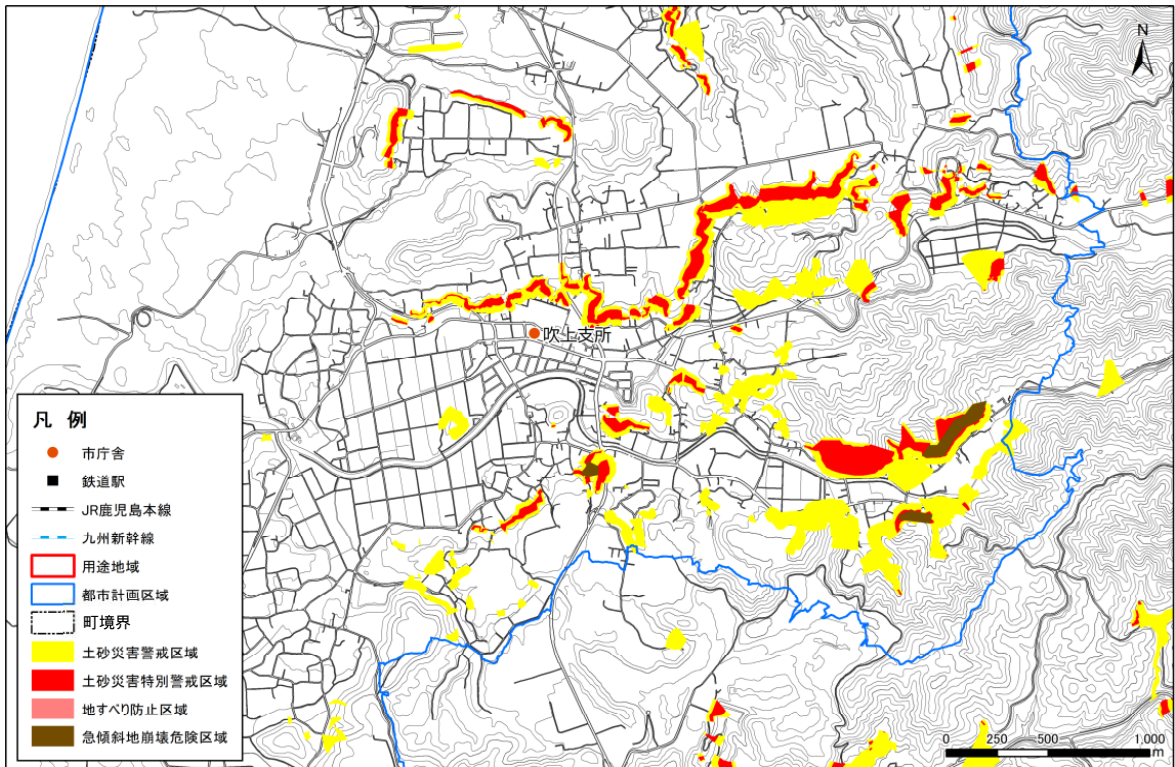 N
吹上支所
凡 例
市庁舎
鉄道駅
JR鹿児島本線
九州新幹線
用途地域
都市計画区域
町境界
土砂災害警戒区域
土砂災害特別警戒区域
地すべり防止区域
急傾斜地崩壊危険区域
0 250 500 1,000
m